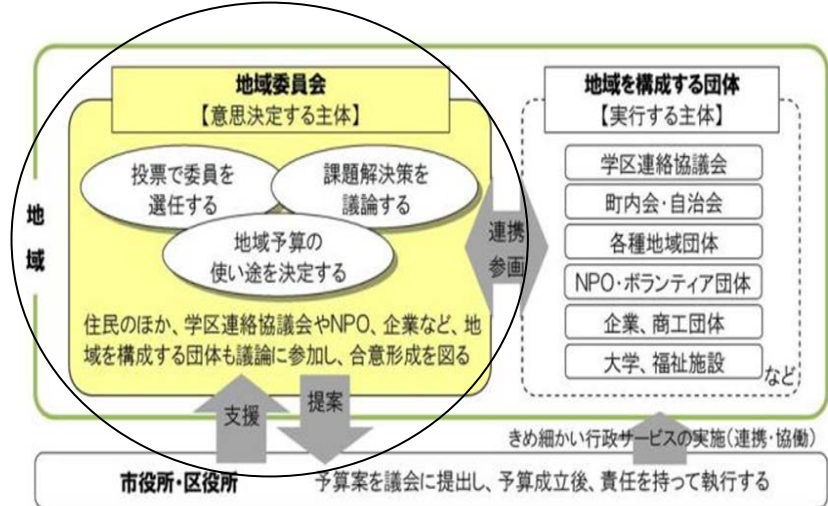 地域
地域委員会
【意思決定する主体】
投票で委員を
選任する
課題解決策を
議論する
地域予算の
使い途を決定する
住民のほか、学区連絡協議会やNPO、企業など、地
域を構成する団体も議論に参加し、合意形成を図る
連携
参画
地域を構成する団体
【実行する主体】
学区連絡協議会
町内会・自治会
各種地域団体
NPO・ボランティア団体
企業、商工団体
大学、福祉施設
など
支援
提案
きめ細かい行政サービスの実施(連携・協働)
市役所・区役所
予算案を議会に提出し、予算成立後、責任を持って執行する